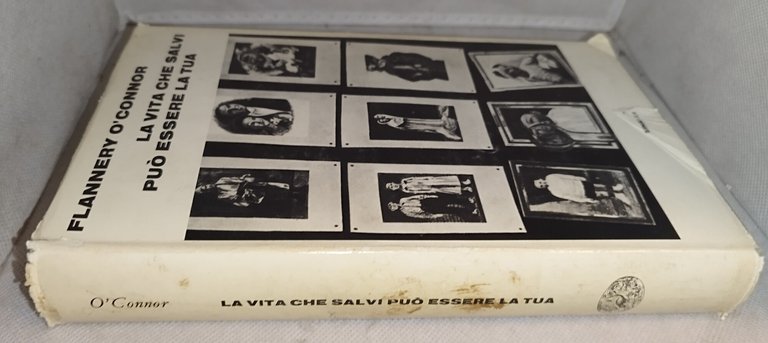 FLANNERY O'CONNOR
LA VITA CHE SALVI
PUÒ ESSERE LA TUA
O'Connor LA VITA CHE SALVI PUÒ ESSERE LA TUA